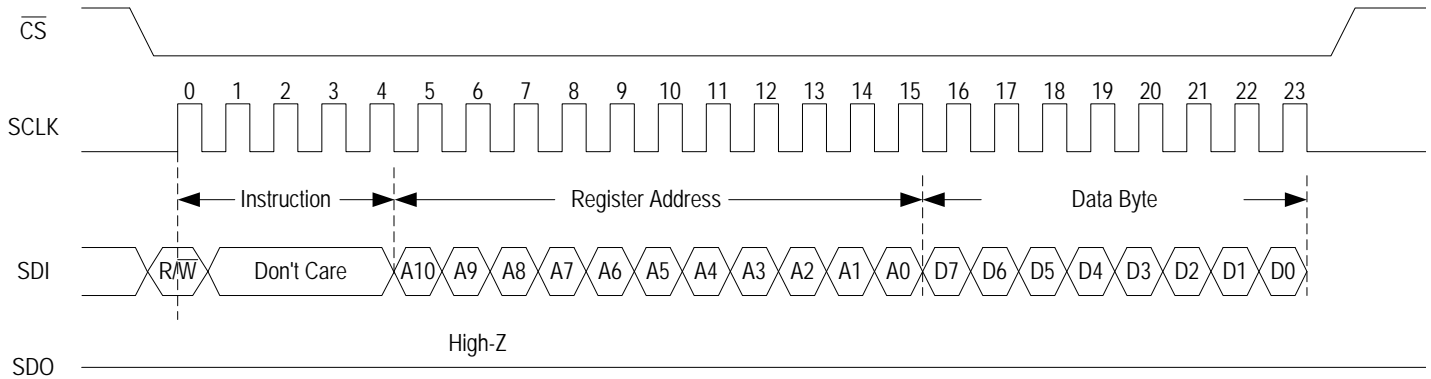 CS
0 1 2 3 4 5 6 7 8 9 10 11 12 13 14 15 16 17 18 19 20 21 22 23
SCLK
Instruction Register Address Data Byte
SDI R/W Don't Care A10 A9 A8 A7 A6 A5 A4 A3 A2 A1 A0 D7 D6 D5 D4 D3 D2 D1 D0
High-Z
SDO